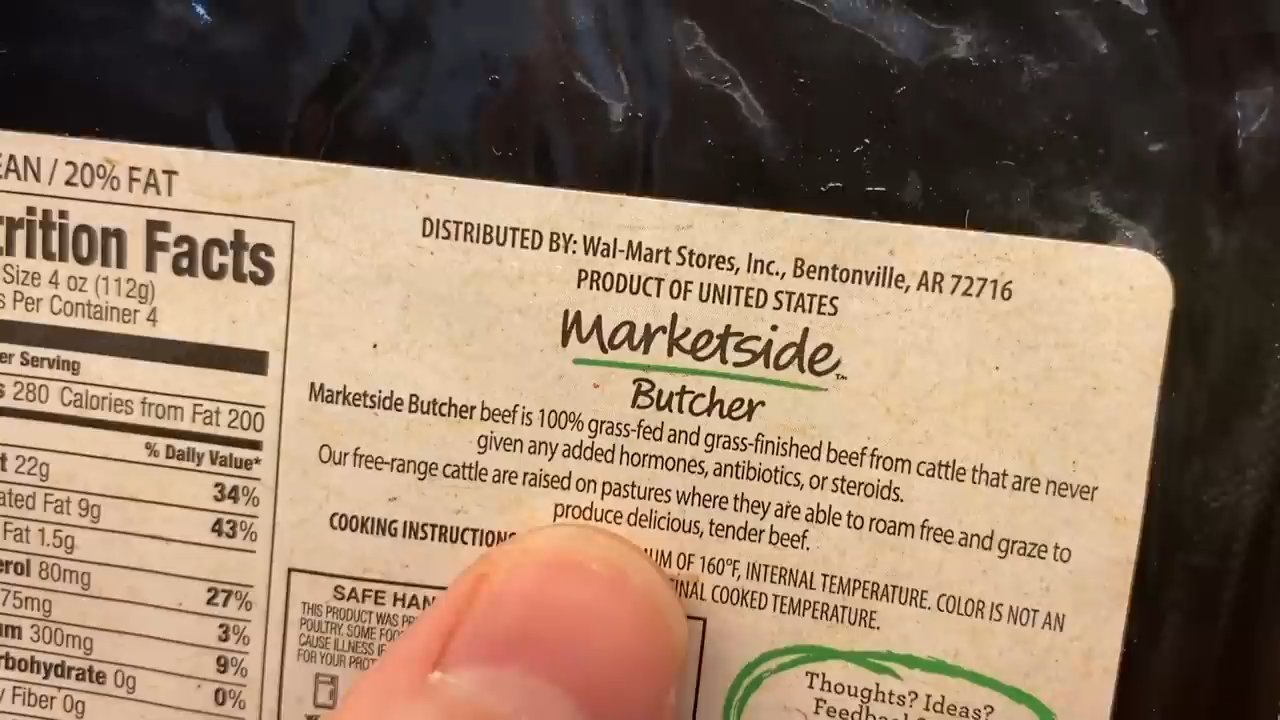 EAN / 20% FAT
trition Facts
Size 4 oz (112g)
s Per Container 4
er Serving
s 280 Calories from Fat 200
% Daily Value*
t 22g 34%
ated Fat 9g 43%
Fat 1.5g
erol 80mg 27%
75mg 3%
um 300mg 9%
rbohydrate 0g 0%
y Fiber 0g
DISTRIBUTED BY: Wal-Mart Stores, Inc., Bentonville, AR 72716
PRODUCT OF UNITED STATES
Marketside™
Butcher
Marketside Butcher beef is 100% grass-fed and grass-finished beef from cattle that are never
given any added hormones, antibiotics, or steroids.
Our free-range cattle are raised on pastures where they are able to roam free and graze to
produce delicious, tender beef.
COOKING INSTRUCTIONS UM OF 160°F, INTERNAL TEMPERATURE. COLOR IS NOT AN
INAL COOKED TEMPERATURE.
SAFE HAN
THIS PRODUCT WAS PR
POULTRY. SOME FOO
CAUSE ILLNESS IF
FOR YOUR PROT
Thoughts? Ideas?
Feedb